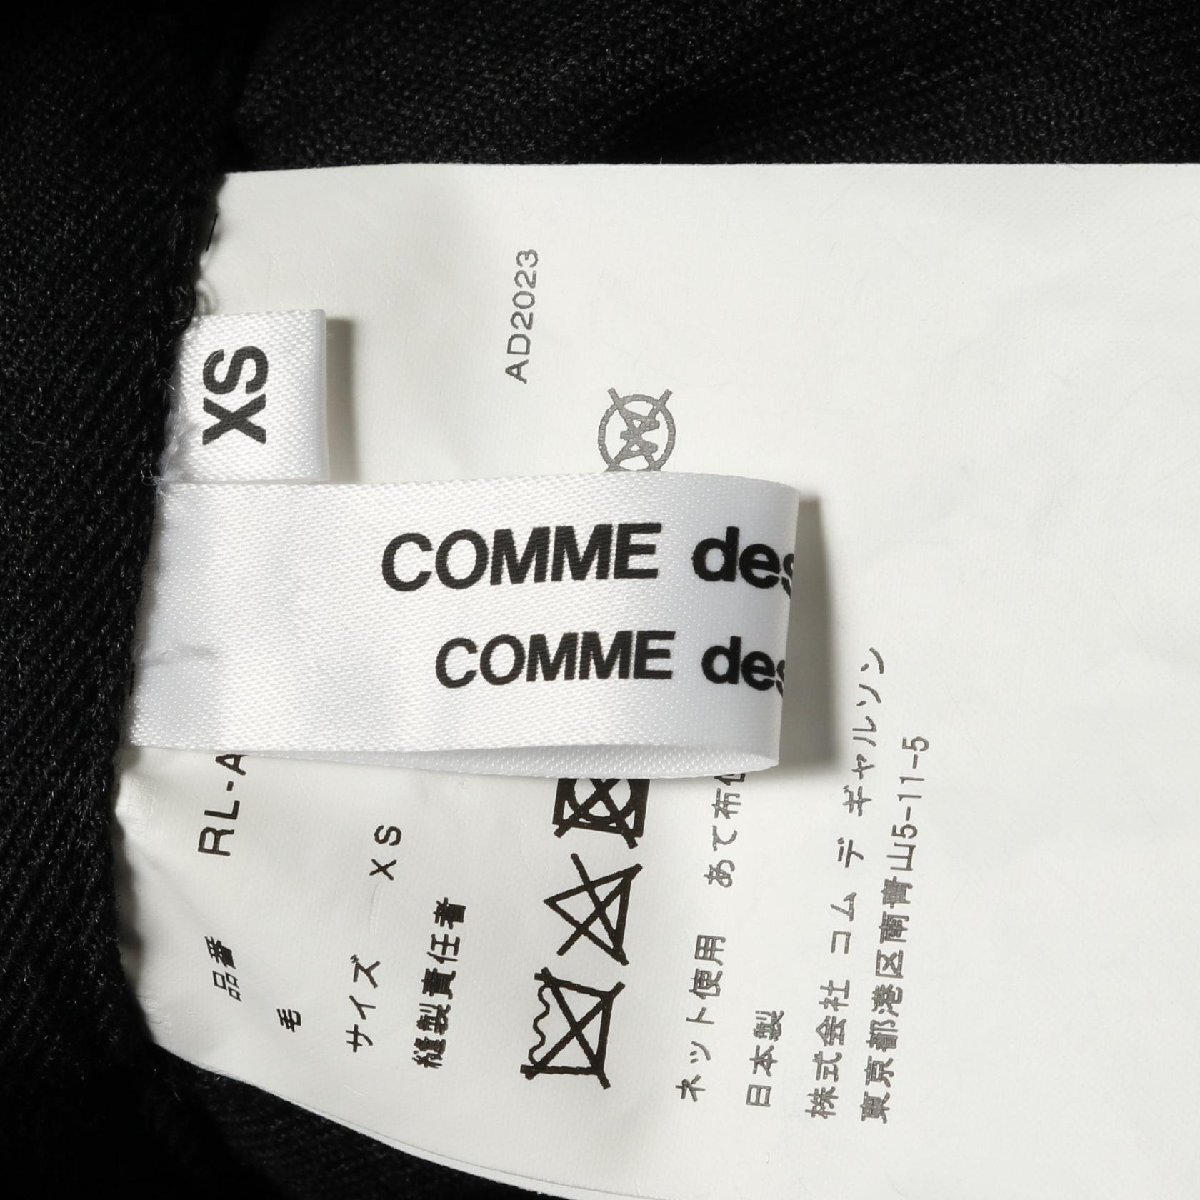 XS
COMME des
COMME des
品番 RL-A
毛
サイズ XS
縫製責任者
ネット使用 あて布
日本製
株式会社 コム デ ギャルソン
東京都港区南青山5-11-5
AD2023